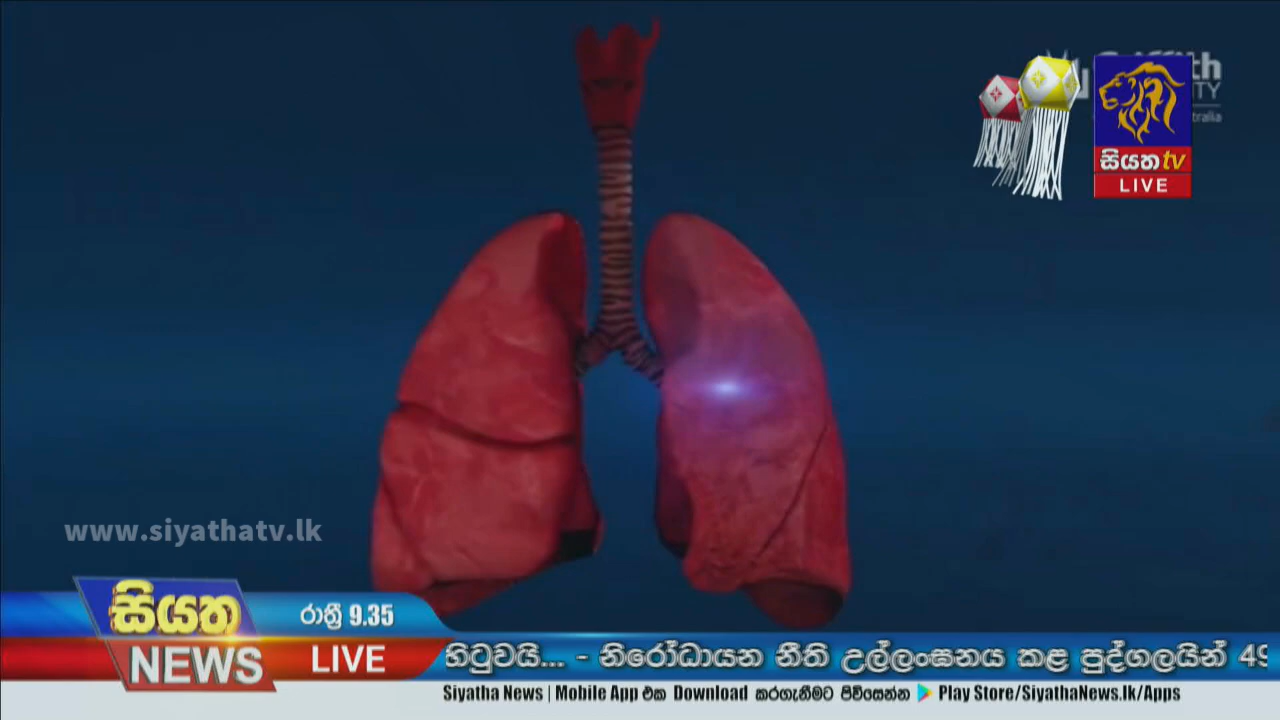 සියත tv
LIVE
www.siyathatv.lk
සියත
NEWS
රාත්‍රී 9.35
LIVE
හිටුවයි... - නිරෝධායන නීති උල්ලංඝනය කළ පුද්ගලයින් 49
Siyatha News | Mobile App එක Download කරගැනීමට පිවිසෙන්න Play Store/SiyathaNews.lk/Apps